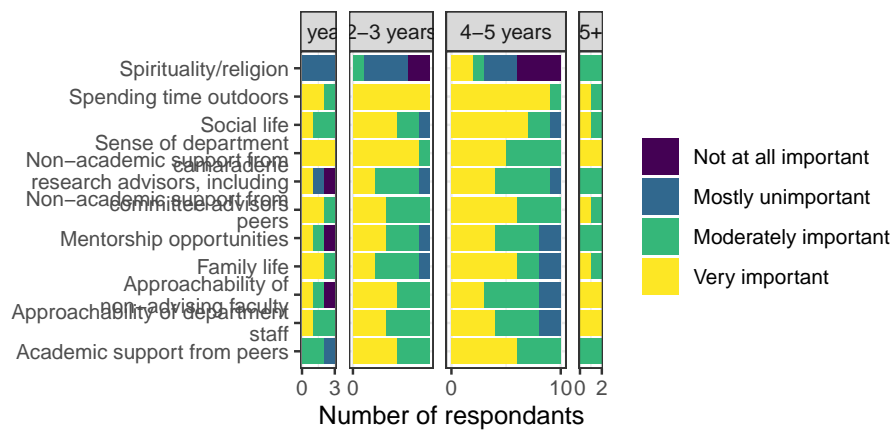 yea
2−3 years
4−5 years
5+
Spirituality/religion
Spending time outdoors
Social life
Sense of department
camaraderie
Non−academic support from
research advisors, including
committee advisors
Non−academic support from
peers
Mentorship opportunities
Family life
Approachability of
non−advising faculty
Approachability of department
staff
Academic support from peers
0 3 0 0 10 0 2
Number of respondants
Not at all important
Mostly unimportant
Moderately important
Very important